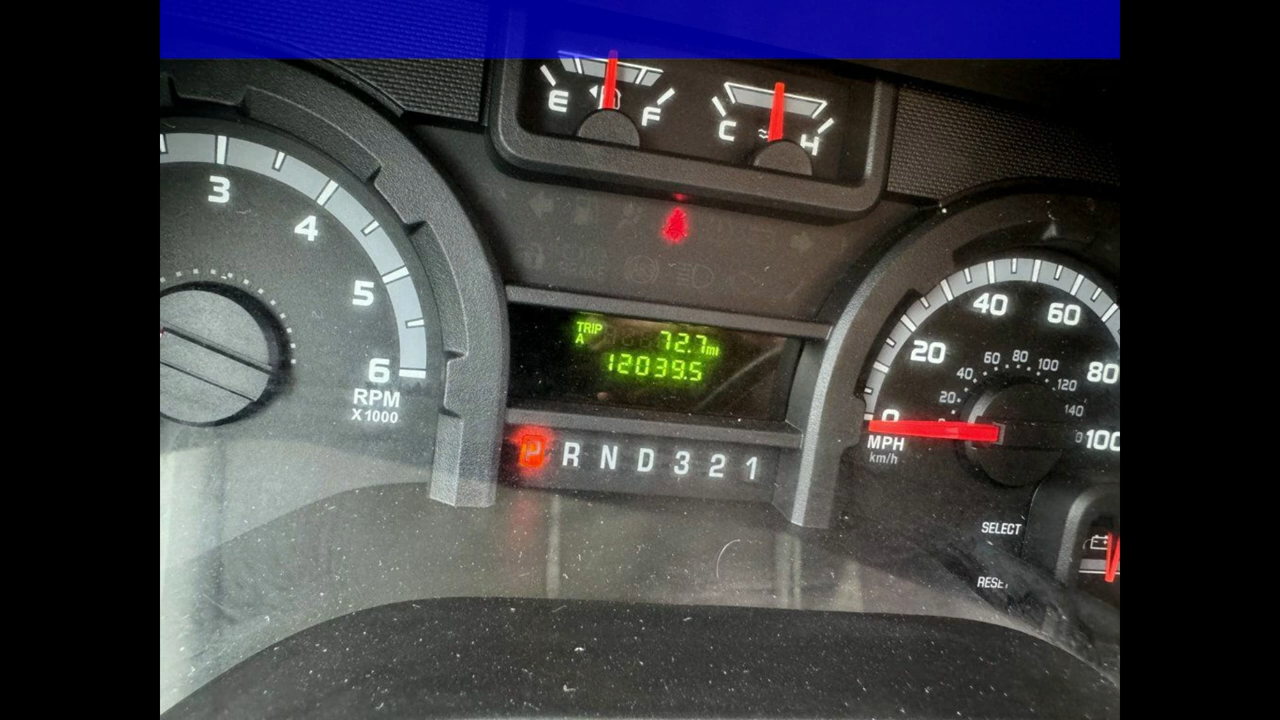 E F
C H
3
4
5
6
RPM
X1000
TRIP
A
72.7mi
12039.5
P R N D 3 2 1
0 20 40 60 80 100
20 40 60 80 100 120 140
MPH
km/h
SELECT
RESET